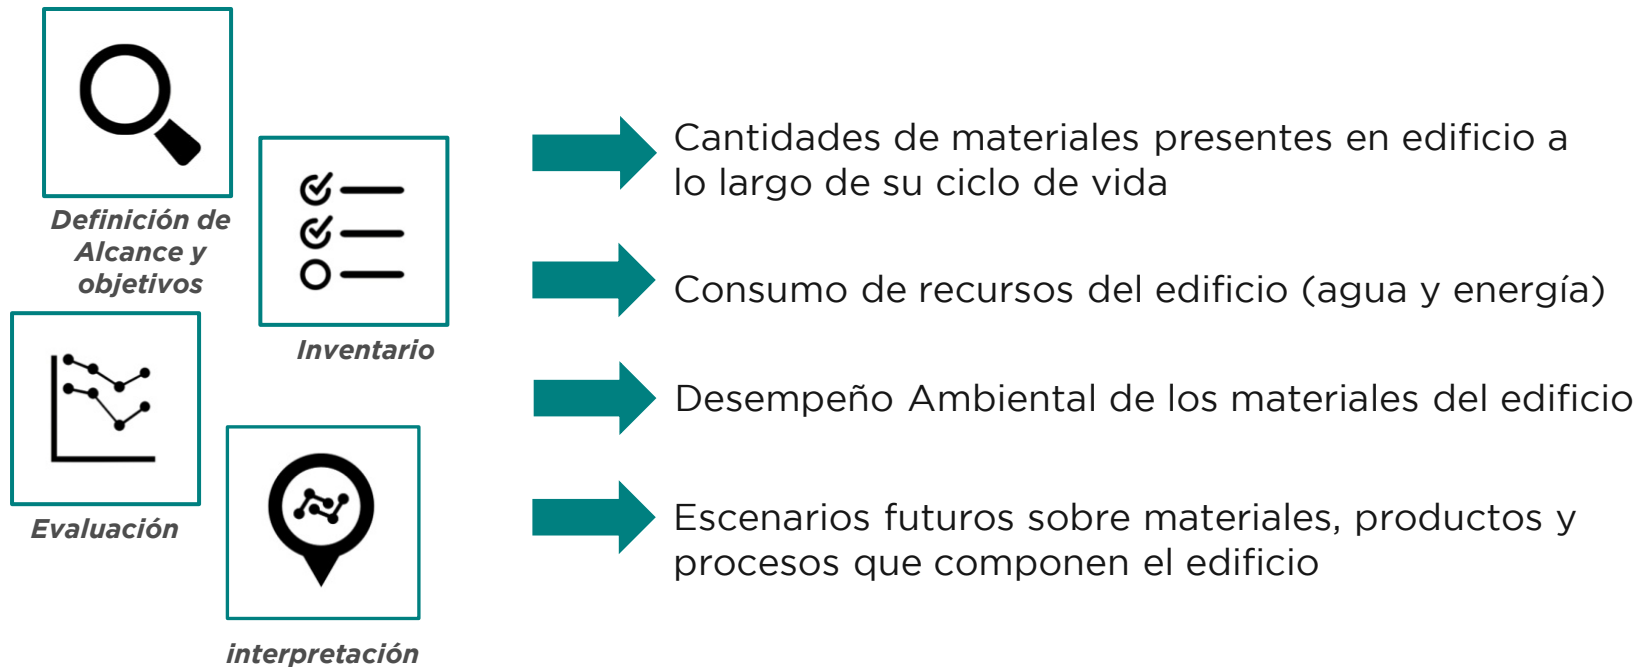 Definición de
Alcance y
objetivos
Inventario
Evaluación
interpretación
Cantidades de materiales presentes en edificio a
lo largo de su ciclo de vida
Consumo de recursos del edificio (agua y energía)
Desempeño Ambiental de los materiales del edificio
Escenarios futuros sobre materiales, productos y
procesos que componen el edificio